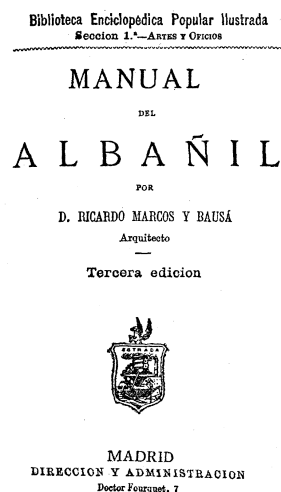 Biblioteca Enciclopédica Popular Ilustrada
Seccion 1.ª—ARTES Y OFICIOS
MANUAL
DEL
ALBAÑIL
POR
D. RICARDO MARCOS Y BAUSÁ
Arquitecto
Tercera edicion
ESTRADA
MADRID
DIRECCION Y ADMINISTRACION
Doctor Fourquet, 7